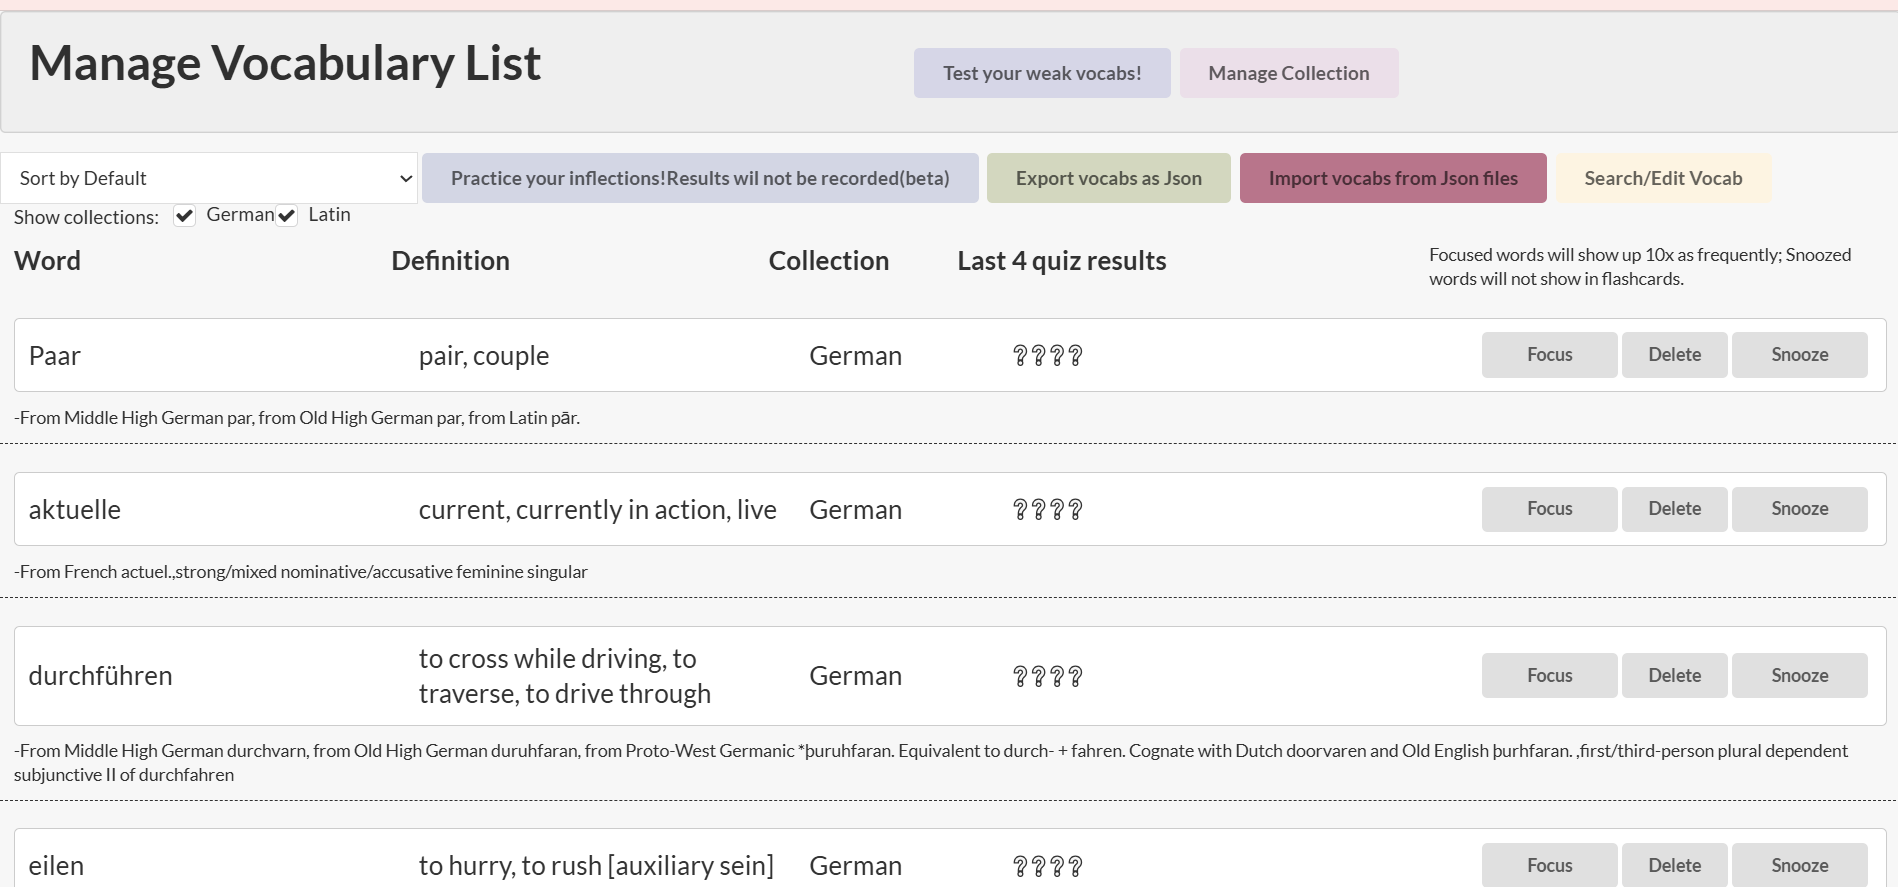 Manage Vocabulary List
Test your weak vocabs!
Manage Collection
Sort by Default
Practice your inflections!Results wil not be recorded(beta)
Export vocabs as Json
Import vocabs from Json files
Search/Edit Vocab
Show collections: German Latin
Word Definition Collection Last 4 quiz results
Focused words will show up 10x as frequently; Snoozed
words will not show in flashcards.
Paar pair, couple German ???? Focus Delete Snooze
-From Middle High German par, from Old High German par, from Latin pār.
aktuelle current, currently in action, live German ???? Focus Delete Snooze
-From French actuel.,strong/mixed nominative/accusative feminine singular
durchführen
to cross while driving, to
traverse, to drive through
German ???? Focus Delete Snooze
-From Middle High German durchvarn, from Old High German duruhfaran, from Proto-West Germanic *þuruhfaran. Equivalent to durch- + fahren. Cognate with Dutch doorvaren and Old English þurhfaran. ,first/third-person plural dependent
subjunctive II of durchfahren
eilen to hurry, to rush [auxiliary sein] German ???? Focus Delete Snooze